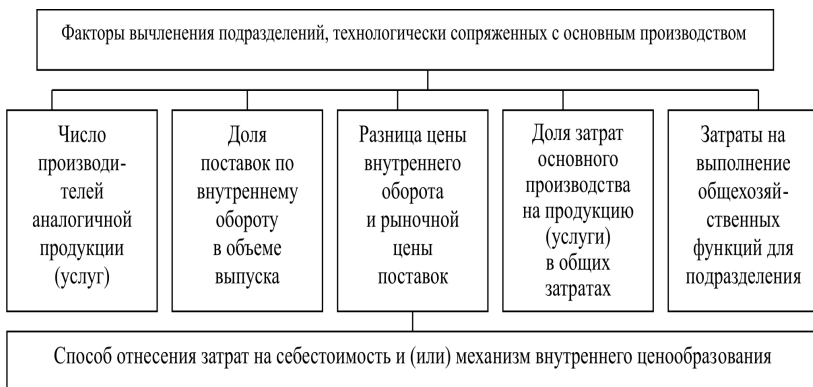 Факторы вычленения подразделений, технологически сопряженных с основным производством
Число
производи-
телей
аналогичной
продукции
(услуг)
Доля
поставок по
внутреннему
обороту
в объеме
выпуска
Разница цены
внутреннего
оборота
и рыночной
цены
поставок
Доля затрат
основного
производства
на продукцию
(услуги)
в общих
затратах
Затраты на
выполнение
общехозяй-
ственных
функций для
подразделения
Способ отнесения затрат на себестоимость и (или) механизм внутреннего ценообразования